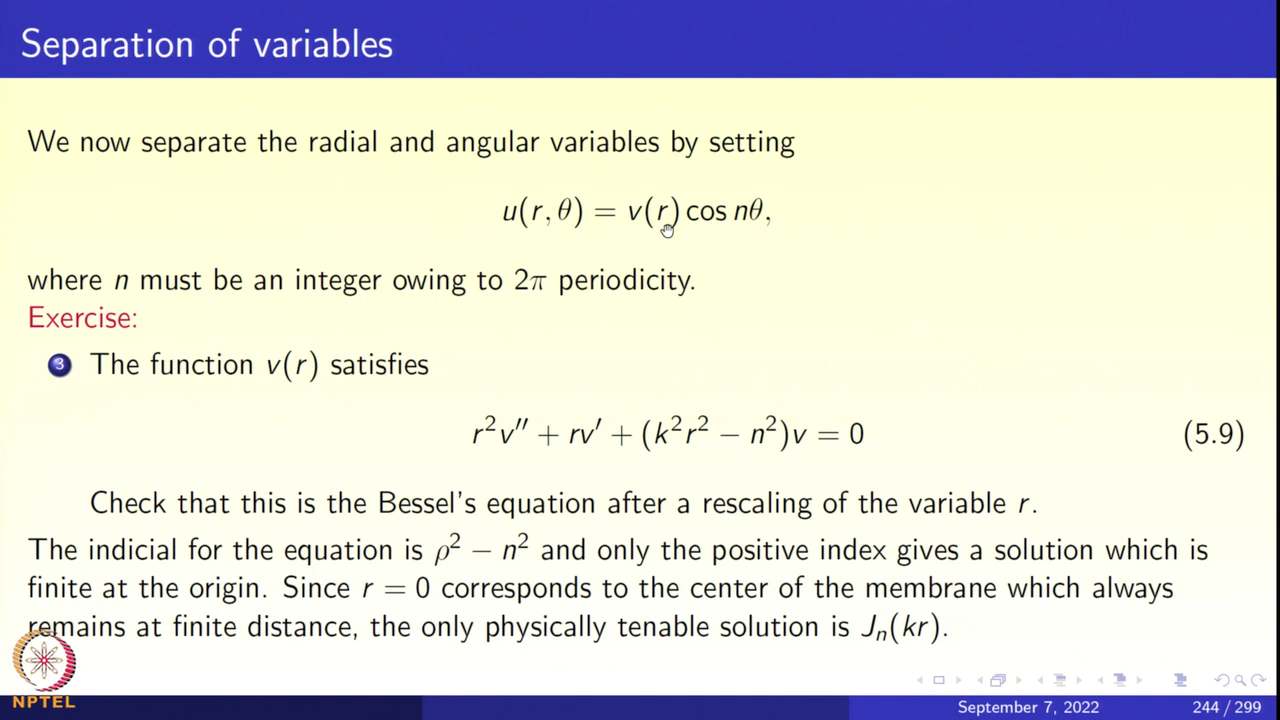 Separation of variables
We now separate the radial and angular variables by setting
u(r, θ) = v(r) cos nθ,
where n must be an integer owing to 2π periodicity.
Exercise:
3 The function v(r) satisfies
r²v″ + rv′ + (k²r² − n²)v = 0 (5.9)
Check that this is the Bessel's equation after a rescaling of the variable r.
The indicial for the equation is ρ² − n² and only the positive index gives a solution which is
finite at the origin. Since r = 0 corresponds to the center of the membrane which always
remains at finite distance, the only physically tenable solution is Jₙ(kr).
NPTEL
September 7, 2022 244 / 299